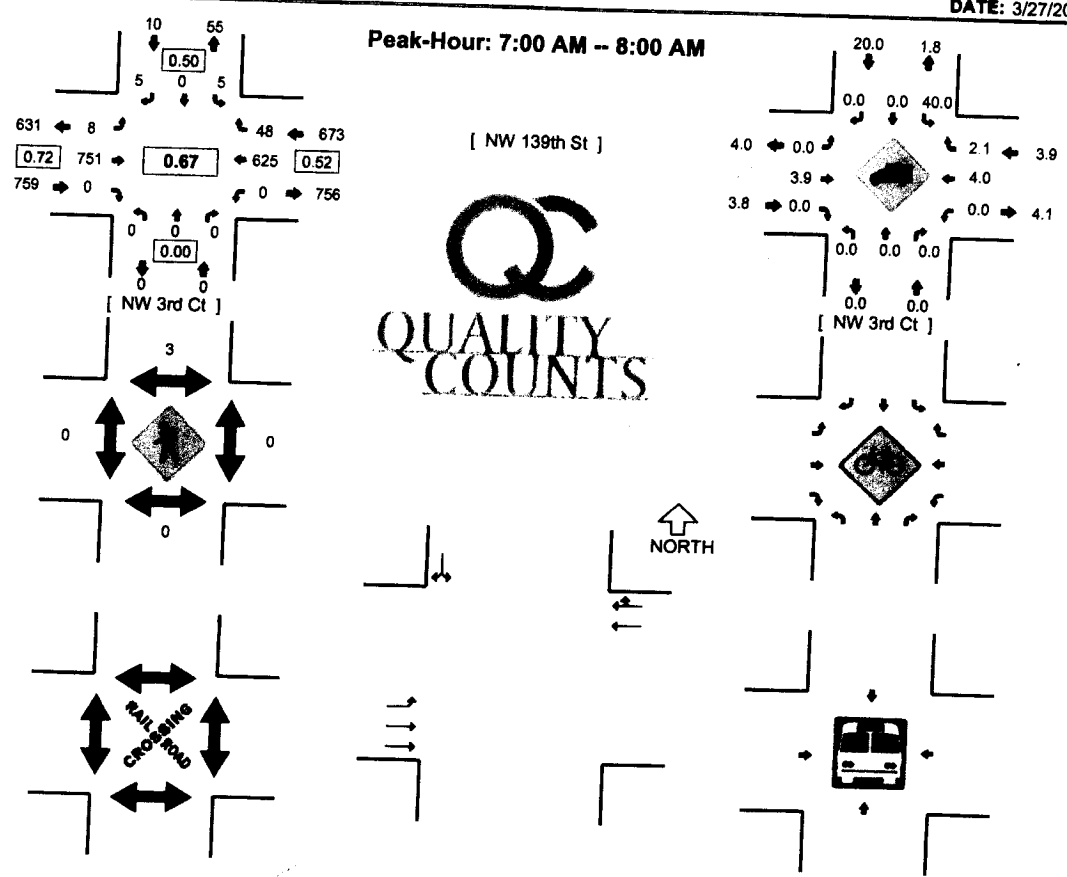 DATE: 3/27/20
Peak-Hour: 7:00 AM -- 8:00 AM
10 55
0.50
5 0 5
631 8 48 673
0.72 751 0.67 625 0.52
759 0 0 756
0 0 0
0.00
0 0
[ NW 3rd Ct ]
[ NW 139th St ]
QC
QUALITY
COUNTS
20.0 1.8
0.0 0.0 40.0
4.0 0.0 2.1 3.9
3.9 4.0
3.8 0.0 0.0 4.1
0.0 0.0 0.0
0.0 0.0
[ NW 3rd Ct ]
3
0 0
0
NORTH
RAIL ROAD
CROSSING